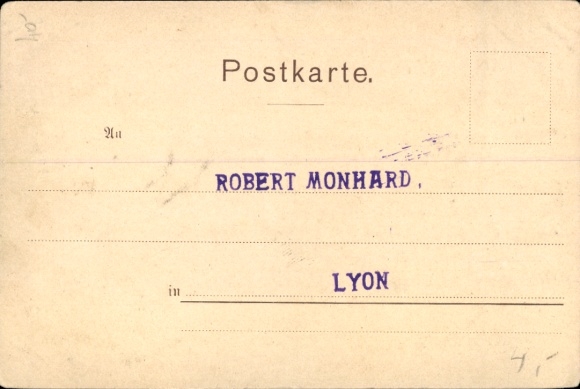 Postkarte.
An
ROBERT MONHARD.
in LYON